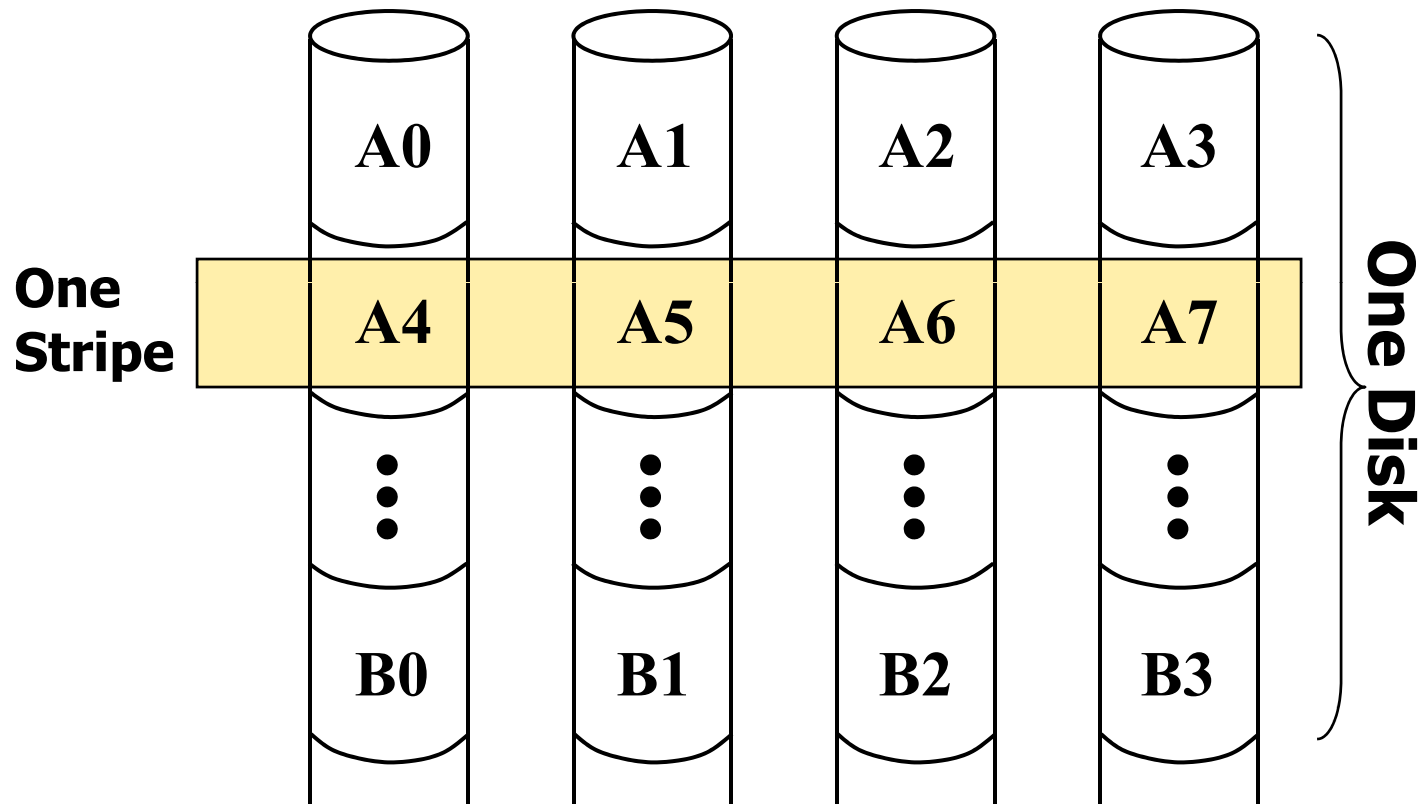 A0 A1 A2 A3
One
Stripe
A4 A5 A6 A7
B0 B1 B2 B3
One Disk